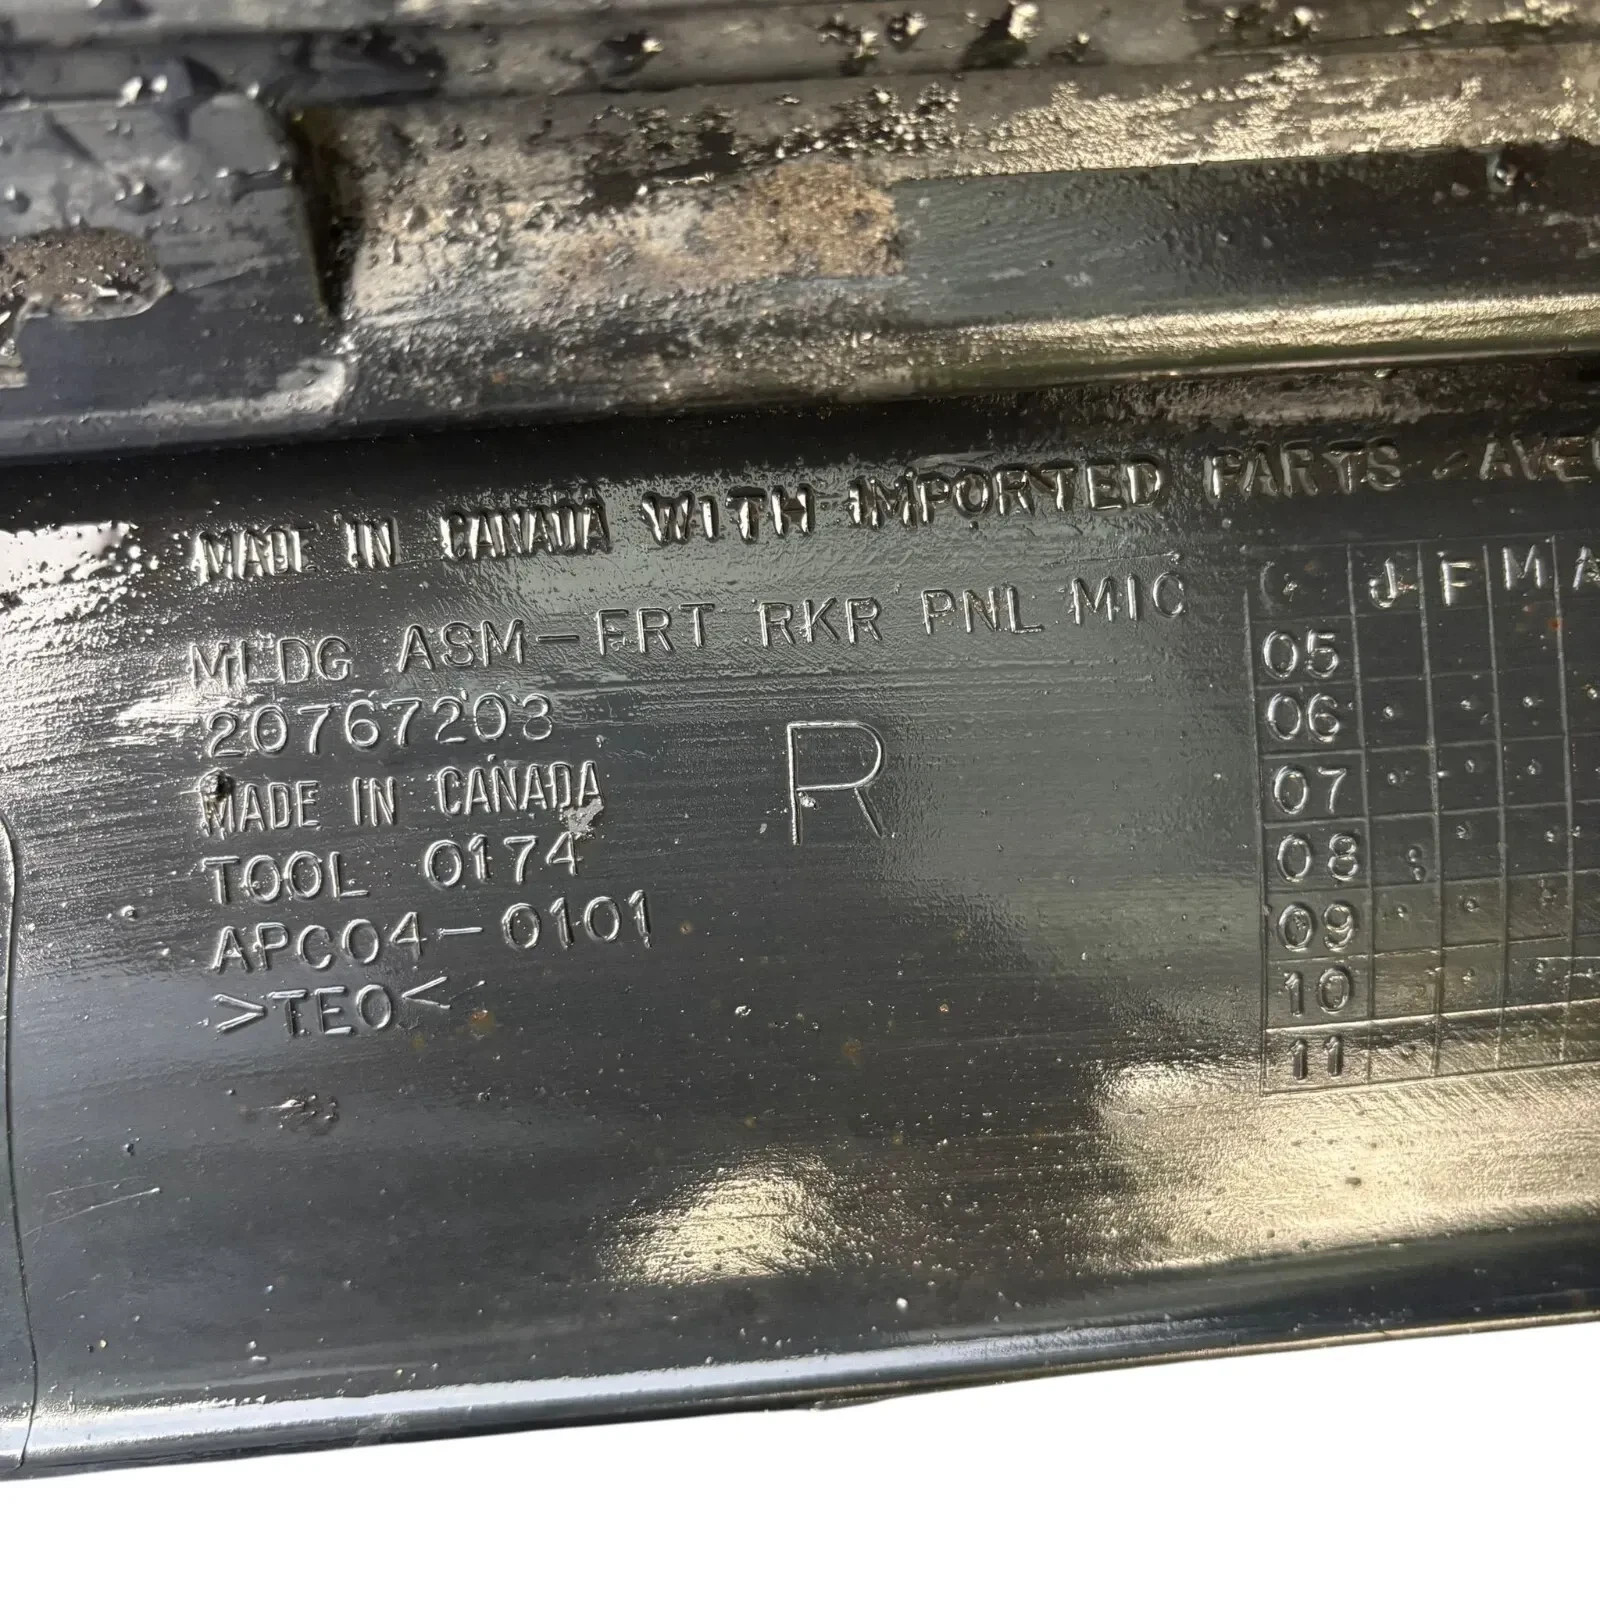 MADE IN CANADA WITH IMPORTED PARTS
MLDG ASM-FRT RKR PNL MIC
20767203
MADE IN CANADA
TOOL 0174
APC04-0101
>TEO<
R
J F M A
05
06
07
08
09
10
11